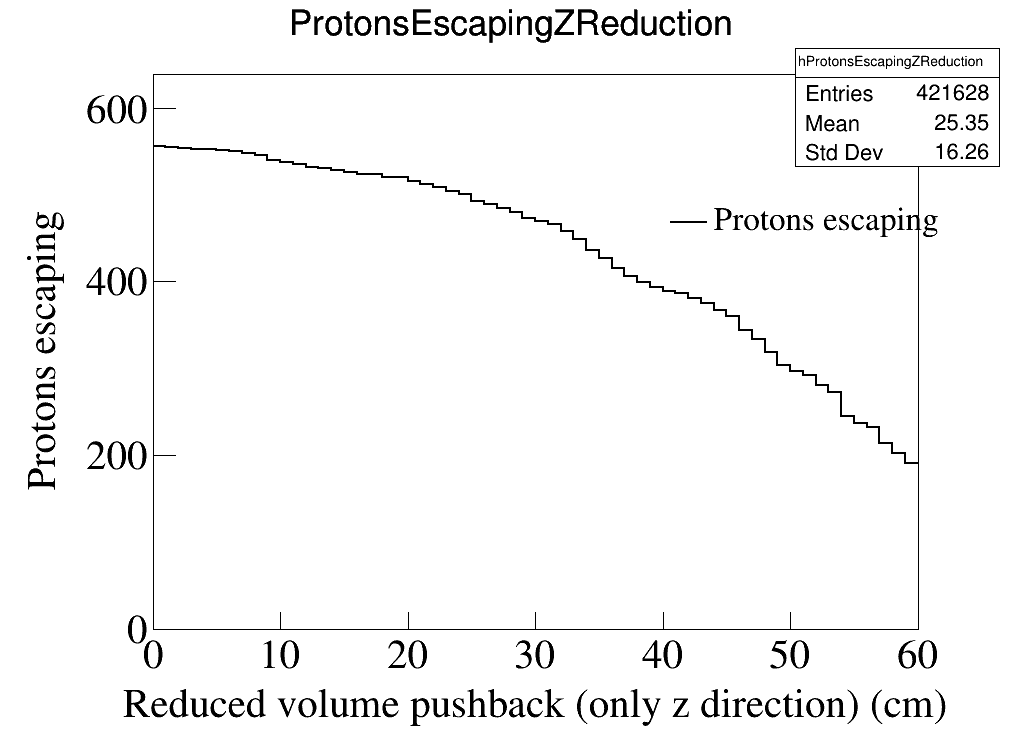 ProtonsEscapingZReduction
hProtonsEscapingZReduction
Entries 421628
Mean 25.35
Std Dev 16.26
Protons escaping
Protons escaping
600
400
200
0
0 10 20 30 40 50 60
Reduced volume pushback (only z direction) (cm)